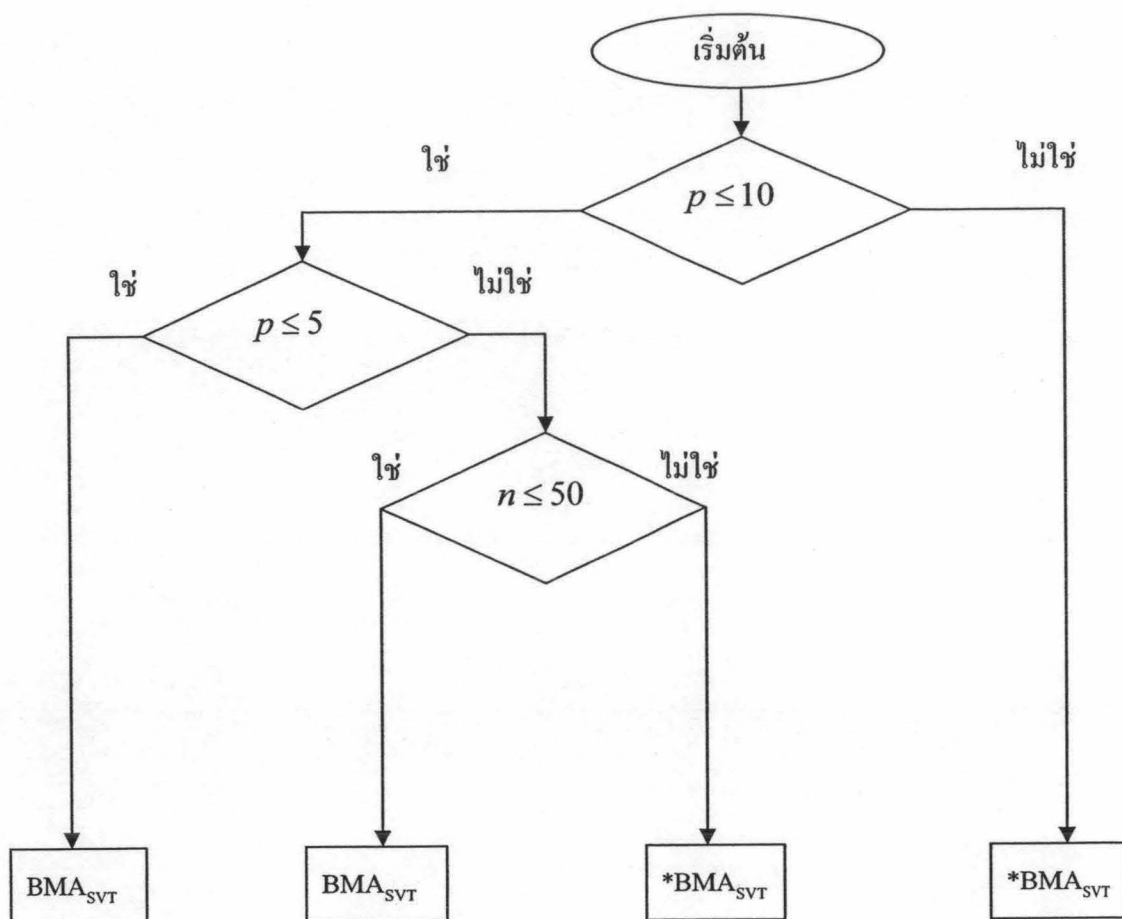 เริ่มต้น
ใช่
ไม่ใช่
p ≤ 10
ใช่
ไม่ใช่
p ≤ 5
ใช่
ไม่ใช่
n ≤ 50
BMA_SVT
BMA_SVT
*BMA_SVT
*BMA_SVT